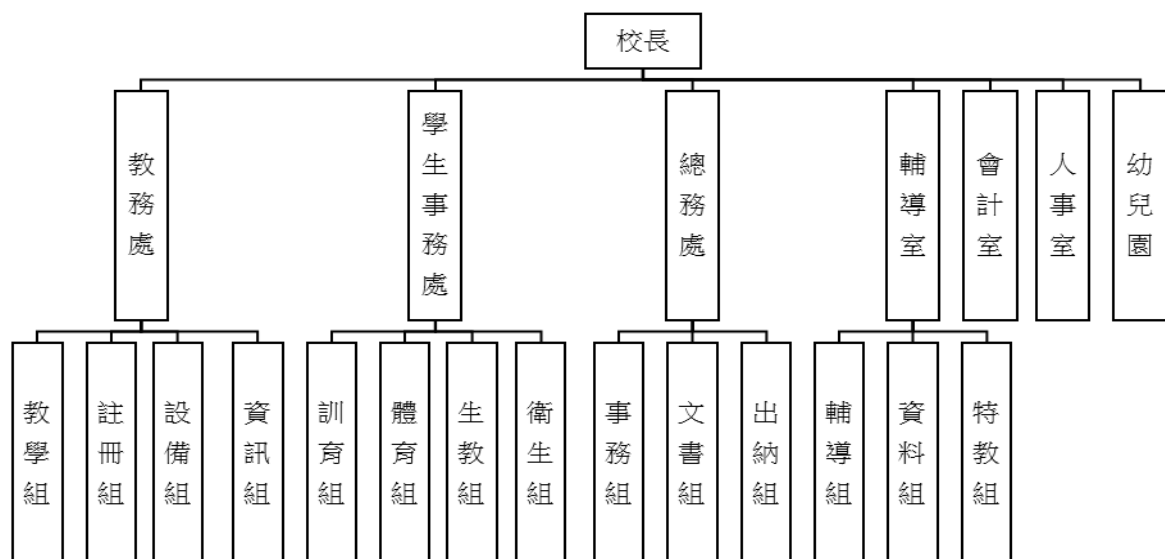 校長
教務處
學生事務處
總務處
輔導室
會計室
人事室
幼兒園
教學組
註冊組
設備組
資訊組
訓育組
體育組
生教組
衛生組
事務組
文書組
出納組
輔導組
資料組
特教組